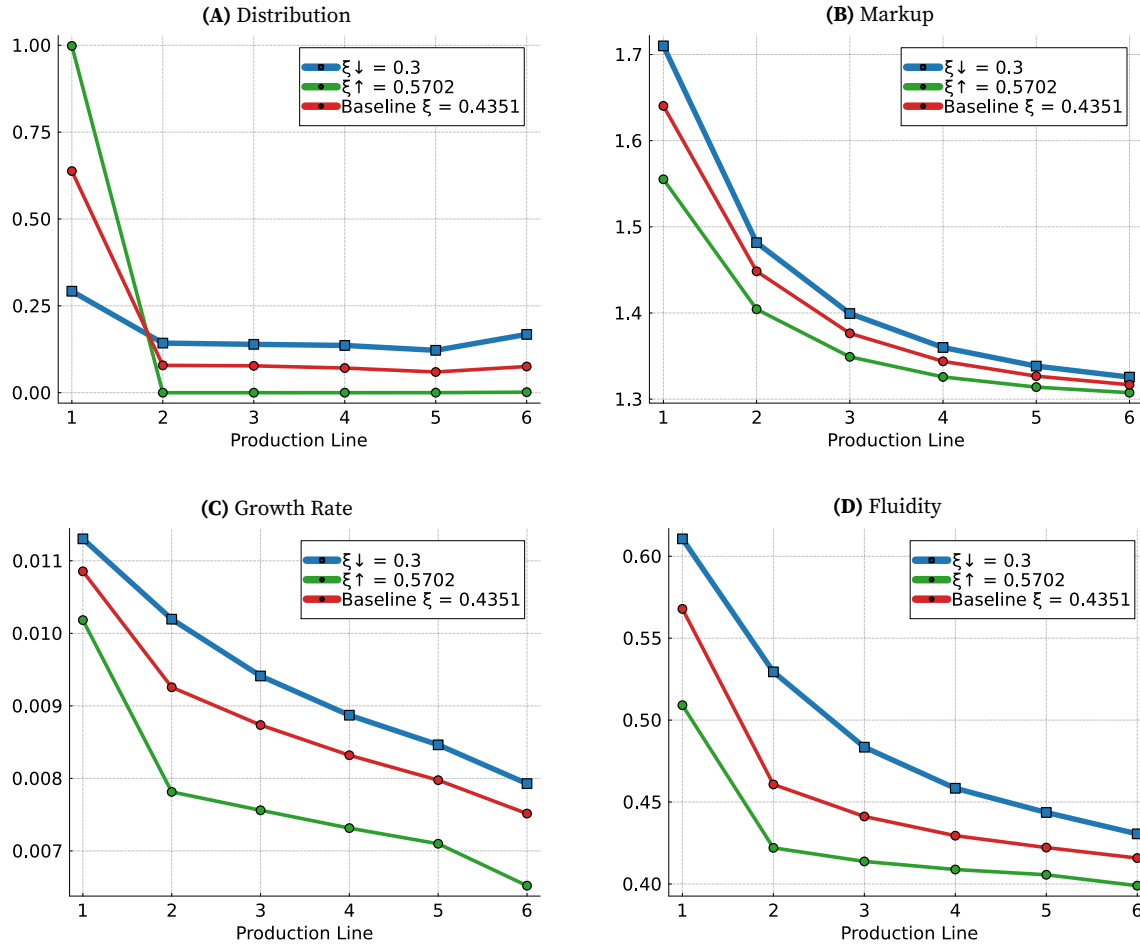 (A) Distribution
1.00
0.75
0.50
0.25
0.00
ξ↓ = 0.3
ξ↑ = 0.5702
Baseline ξ = 0.4351
1 2 3 4 5 6
Production Line
(B) Markup
1.7
1.6
1.5
1.4
1.3
ξ↓ = 0.3
ξ↑ = 0.5702
Baseline ξ = 0.4351
1 2 3 4 5 6
Production Line
(C) Growth Rate
0.011
0.010
0.009
0.008
0.007
ξ↓ = 0.3
ξ↑ = 0.5702
Baseline ξ = 0.4351
1 2 3 4 5 6
Production Line
(D) Fluidity
0.60
0.55
0.50
0.45
0.40
ξ↓ = 0.3
ξ↑ = 0.5702
Baseline ξ = 0.4351
1 2 3 4 5 6
Production Line